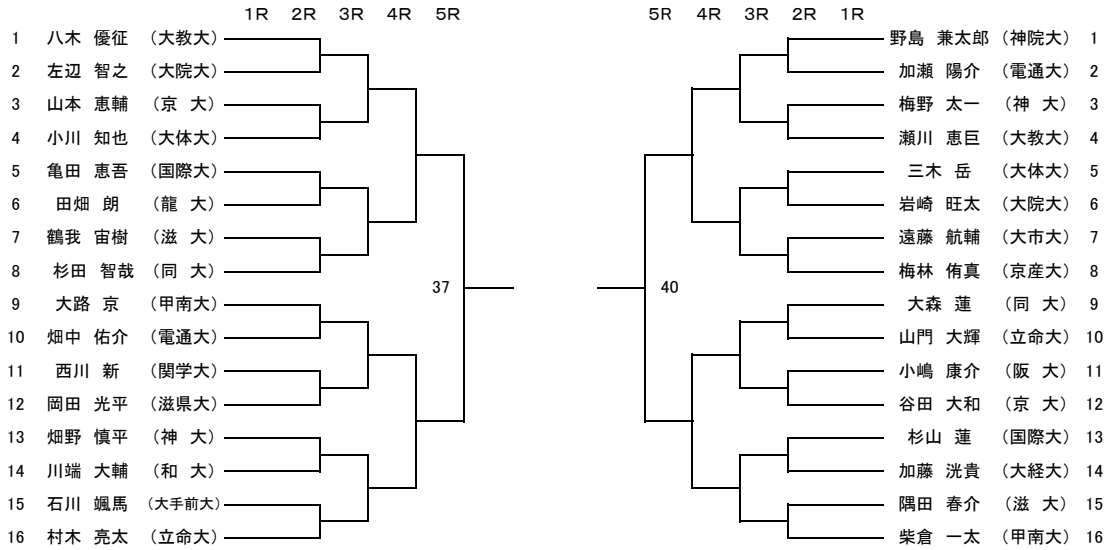 1R 2R 3R 4R 5R
1 八木 優征 （大教大）
2 左辺 智之 （大院大）
3 山本 恵輔 （京 大）
4 小川 知也 （大体大）
5 亀田 恵吾 （国際大）
6 田畑 朗 （龍 大）
7 鶴我 宙樹 （滋 大）
8 杉田 智哉 （同 大）
37
9 大路 京 （甲南大）
10 畑中 佑介 （電通大）
11 西川 新 （関学大）
12 岡田 光平 （滋県大）
13 畑野 慎平 （神 大）
14 川端 大輔 （和 大）
15 石川 颯馬 （大手前大）
16 村木 亮太 （立命大）
5R 4R 3R 2R 1R
野島 兼太郎 （神院大） 1
加瀬 陽介 （電通大） 2
梅野 太一 （神 大） 3
瀬川 恵巨 （大教大） 4
三木 岳 （大体大） 5
岩崎 旺太 （大院大） 6
遠藤 航輔 （大市大） 7
梅林 侑真 （京産大） 8
40
大森 蓮 （同 大） 9
山門 大輝 （立命大） 10
小嶋 康介 （阪 大） 11
谷田 大和 （京 大） 12
杉山 蓮 （国際大） 13
加藤 洸貴 （大経大） 14
隅田 春介 （滋 大） 15
柴倉 一太 （甲南大） 16